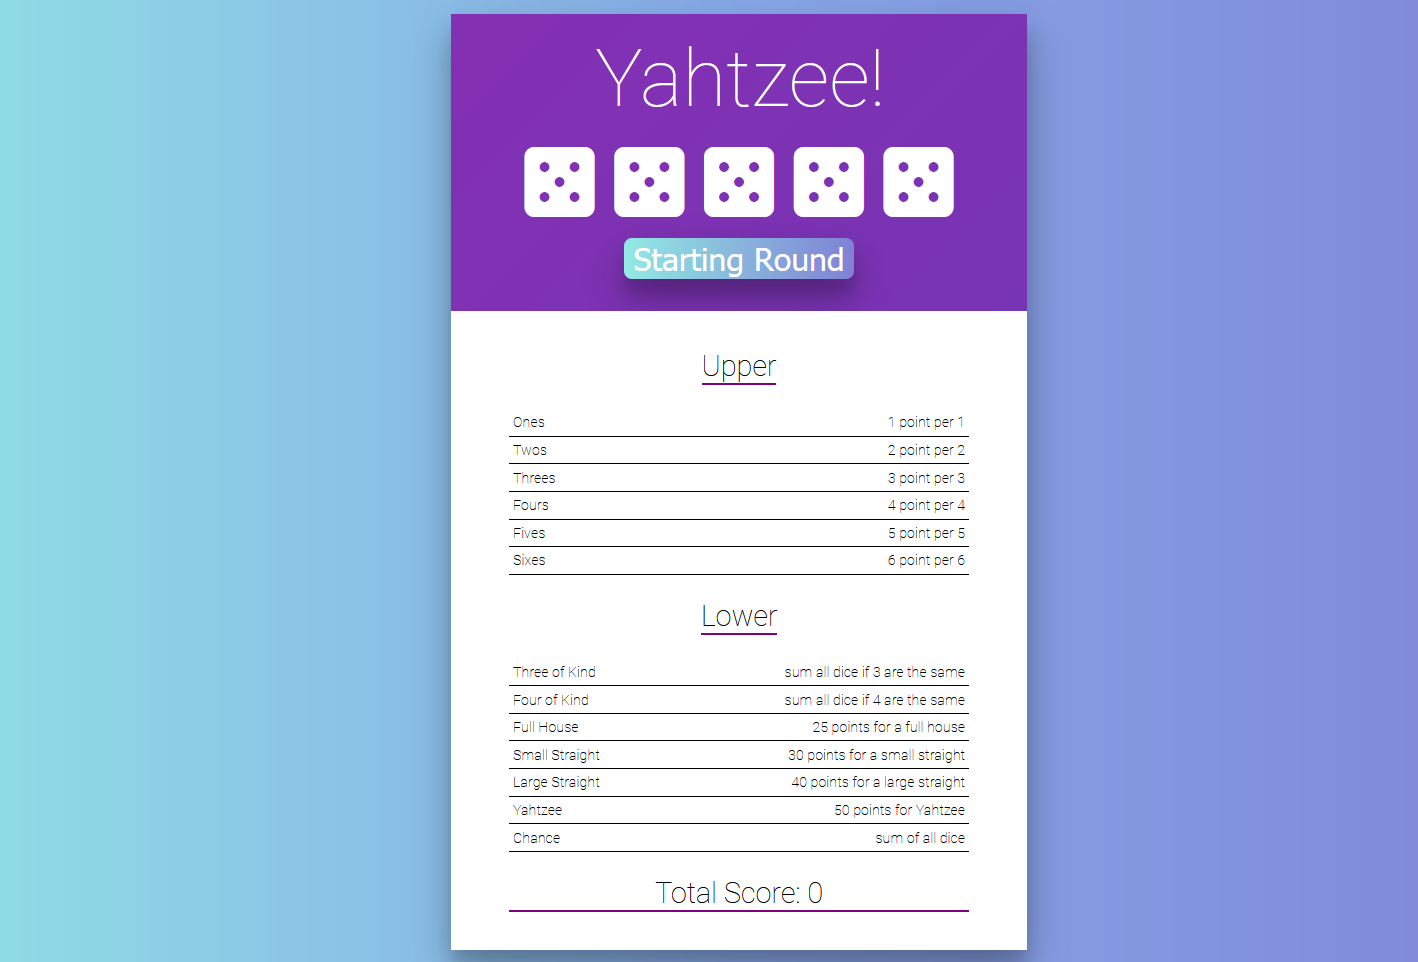 Yahtzee!
Starting Round
Upper
Ones 1 point per 1
Twos 2 point per 2
Threes 3 point per 3
Fours 4 point per 4
Fives 5 point per 5
Sixes 6 point per 6
Lower
Three of Kind sum all dice if 3 are the same
Four of Kind sum all dice if 4 are the same
Full House 25 points for a full house
Small Straight 30 points for a small straight
Large Straight 40 points for a large straight
Yahtzee 50 points for Yahtzee
Chance sum of all dice
Total Score: 0